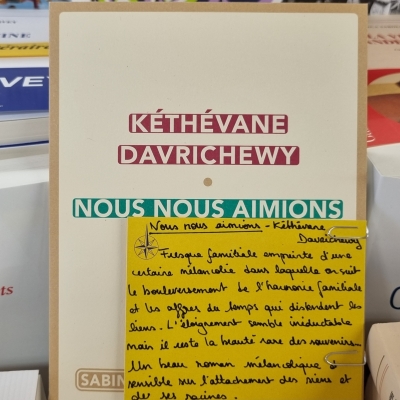 KÉTHÉVANE
DAVRICHEWY
NOUS NOUS AIMIONS
Nous nous aimions - Kéthévane
Davrichewy
Fresque familiale empreinte d'une
certaine mélancolie dans laquelle on suit
le bouleversement de l'harmonie familiale
et les affres du temps qui distendent les
liens. L'éloignement semble inéluctable
mais il reste la beauté rare des souvenirs...
Un beau roman mélancolique &
sensible sur l'attachement des siens et
de ses racines.
SABIN